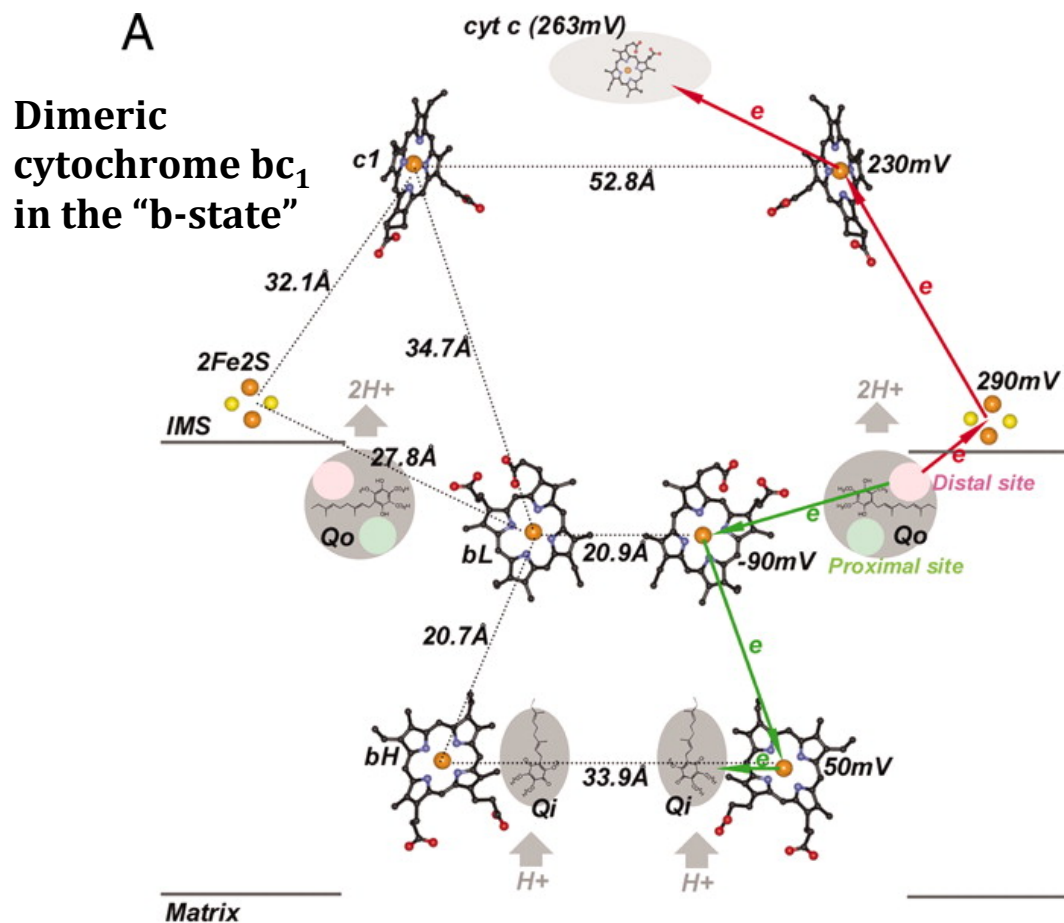 A
cyt c (263mV)
Dimeric
cytochrome bc1
in the “b-state”
e
c1
52.8Å
230mV
32.1Å
e
34.7Å
2Fe2S
2H+
2H+
290mV
IMS
27.8Å
e
Distal site
Qo
e
Qo
bL
20.9Å
-90mV
Proximal site
20.7Å
e
bH
33.9Å
e
50mV
Qi
Qi
H+
H+
Matrix